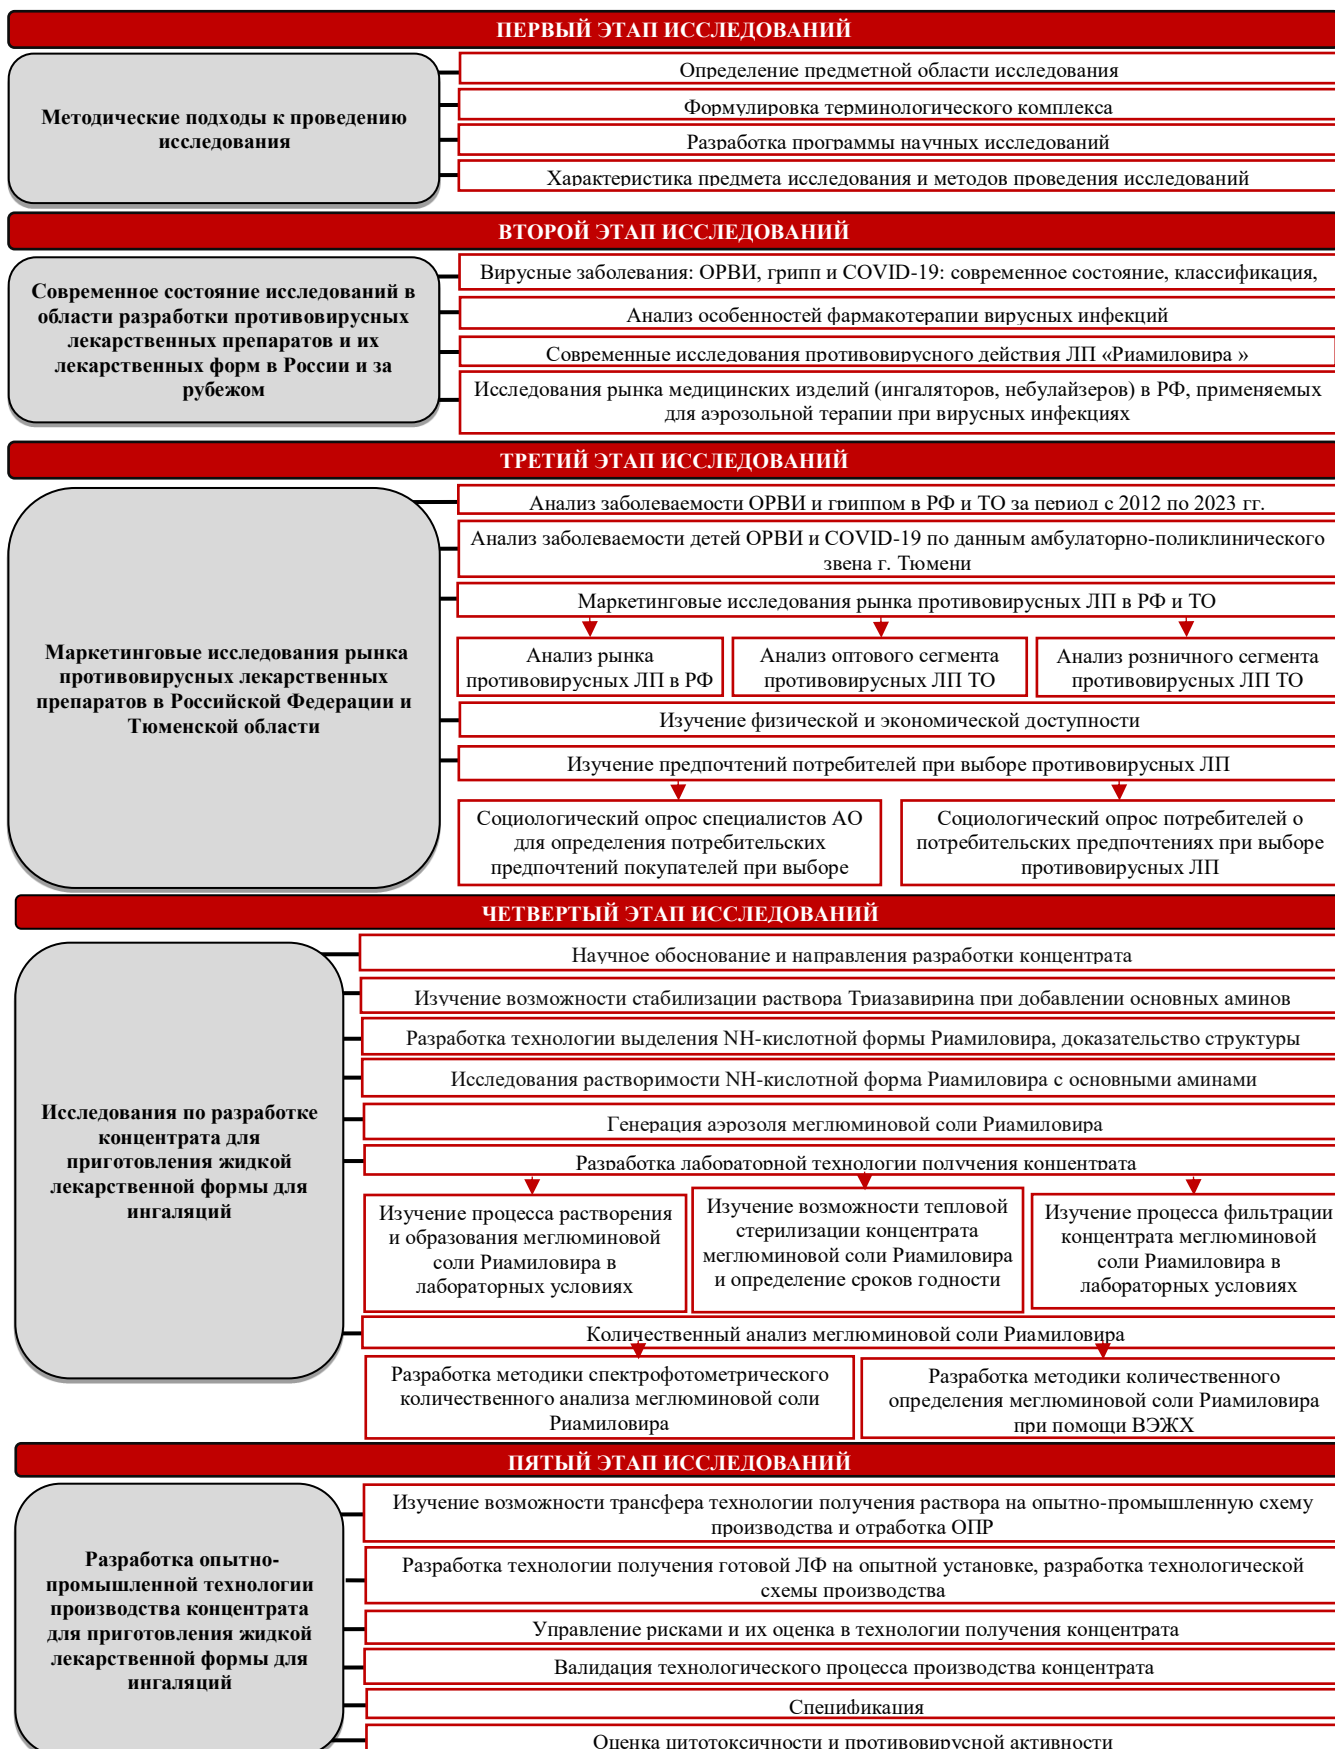 ПЕРВЫЙ ЭТАП ИССЛЕДОВАНИЙ
Методические подходы к проведению
исследования
Определение предметной области исследования
Формулировка терминологического комплекса
Разработка программы научных исследований
Характеристика предмета исследования и методов проведения исследований
ВТОРОЙ ЭТАП ИССЛЕДОВАНИЙ
Современное состояние исследований в
области разработки противовирусных
лекарственных препаратов и их
лекарственных форм в России и за
рубежом
Вирусные заболевания: ОРВИ, грипп и COVID-19: современное состояние, классификация,
Анализ особенностей фармакотерапии вирусных инфекций
Современные исследования противовирусного действия ЛП «Риамиловира »
Исследования рынка медицинских изделий (ингаляторов, небулайзеров) в РФ, применяемых
для аэрозольной терапии при вирусных инфекциях
ТРЕТИЙ ЭТАП ИССЛЕДОВАНИЙ
Маркетинговые исследования рынка
противовирусных лекарственных
препаратов в Российской Федерации и
Тюменской области
Анализ заболеваемости ОРВИ и гриппом в РФ и ТО за период с 2012 по 2023 гг.
Анализ заболеваемости детей ОРВИ и COVID-19 по данным амбулаторно-поликлинического
звена г. Тюмени
Маркетинговые исследования рынка противовирусных ЛП в РФ и ТО
Анализ рынка
противовирусных ЛП в РФ
Анализ оптового сегмента
противовирусных ЛП ТО
Анализ розничного сегмента
противовирусных ЛП ТО
Изучение физической и экономической доступности
Изучение предпочтений потребителей при выборе противовирусных ЛП
Социологический опрос специалистов АО
для определения потребительских
предпочтений покупателей при выборе
Социологический опрос потребителей о
потребительских предпочтениях при выборе
противовирусных ЛП
ЧЕТВЕРТЫЙ ЭТАП ИССЛЕДОВАНИЙ
Исследования по разработке
концентрата для
приготовления жидкой
лекарственной формы для
ингаляций
Научное обоснование и направления разработки концентрата
Изучение возможности стабилизации раствора Триазавирина при добавлении основных аминов
Разработка технологии выделения NH-кислотной формы Риамиловира, доказательство структуры
Исследования растворимости NH-кислотной форма Риамиловира с основными аминами
Генерация аэрозоля меглюминовой соли Риамиловира
Разработка лабораторной технологии получения концентрата
Изучение процесса растворения
и образования меглюминовой
соли Риамиловира в
лабораторных условиях
Изучение возможности тепловой
стерилизации концентрата
меглюминовой соли Риамиловира
и определение сроков годности
Изучение процесса фильтрации
концентрата меглюминовой
соли Риамиловира в
лабораторных условиях
Количественный анализ меглюминовой соли Риамиловира
Разработка методики спектрофотометрического
количественного анализа меглюминовой соли
Риамиловира
Разработка методики количественного
определения меглюминовой соли Риамиловира
при помощи ВЭЖХ
ПЯТЫЙ ЭТАП ИССЛЕДОВАНИЙ
Разработка опытно-
промышленной технологии
производства концентрата
для приготовления жидкой
лекарственной формы для
ингаляций
Изучение возможности трансфера технологии получения раствора на опытно-промышленную схему
производства и отработка ОПР
Разработка технологии получения готовой ЛФ на опытной установке, разработка технологической
схемы производства
Управление рисками и их оценка в технологии получения концентрата
Валидация технологического процесса производства концентрата
Спецификация
Оценка цитотоксичности и противовирусной активности